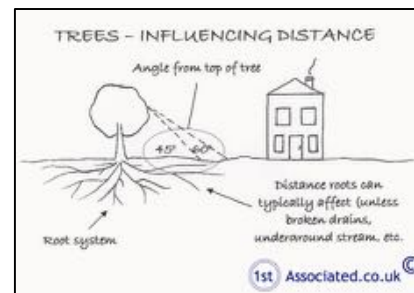 TREES – INFLUENCING DISTANCE
Angle from top of tree
45° 60°
Distance roots can
typically affect (unless
broken drains,
underground stream, etc.
Root system
1st Associated.co.uk ©